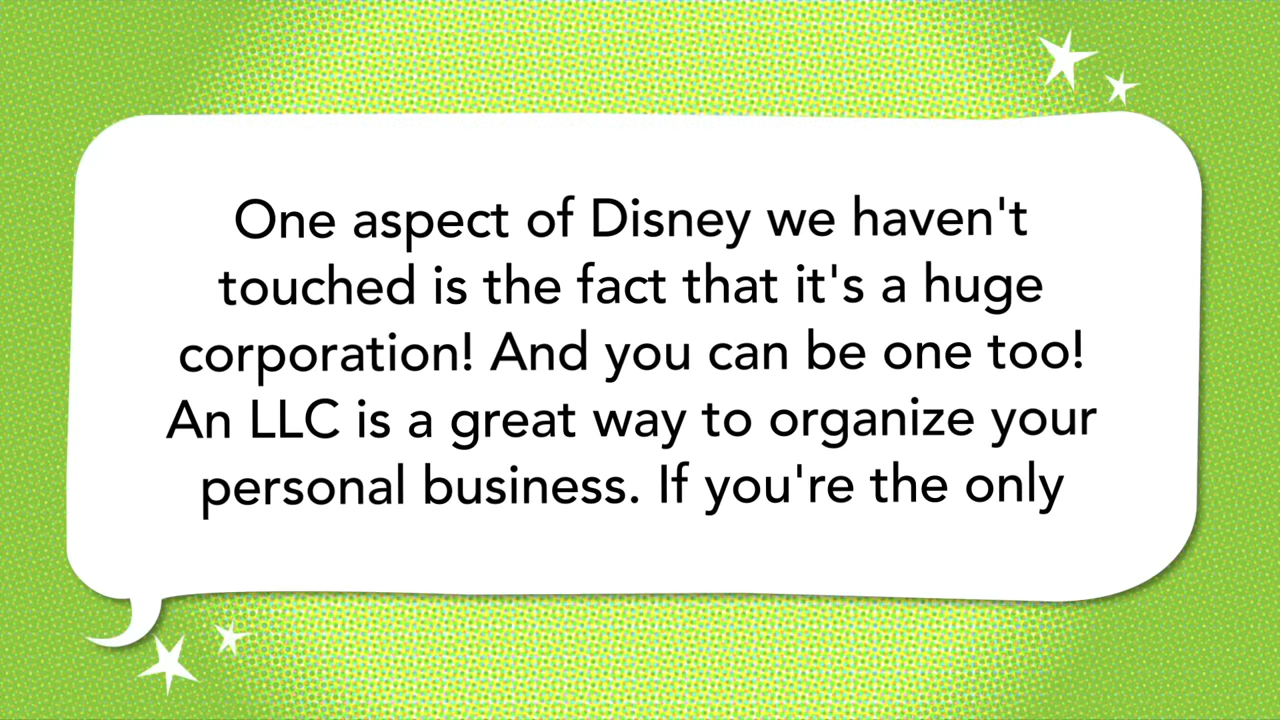 One aspect of Disney we haven't
touched is the fact that it's a huge
corporation! And you can be one too!
An LLC is a great way to organize your
personal business. If you're the only